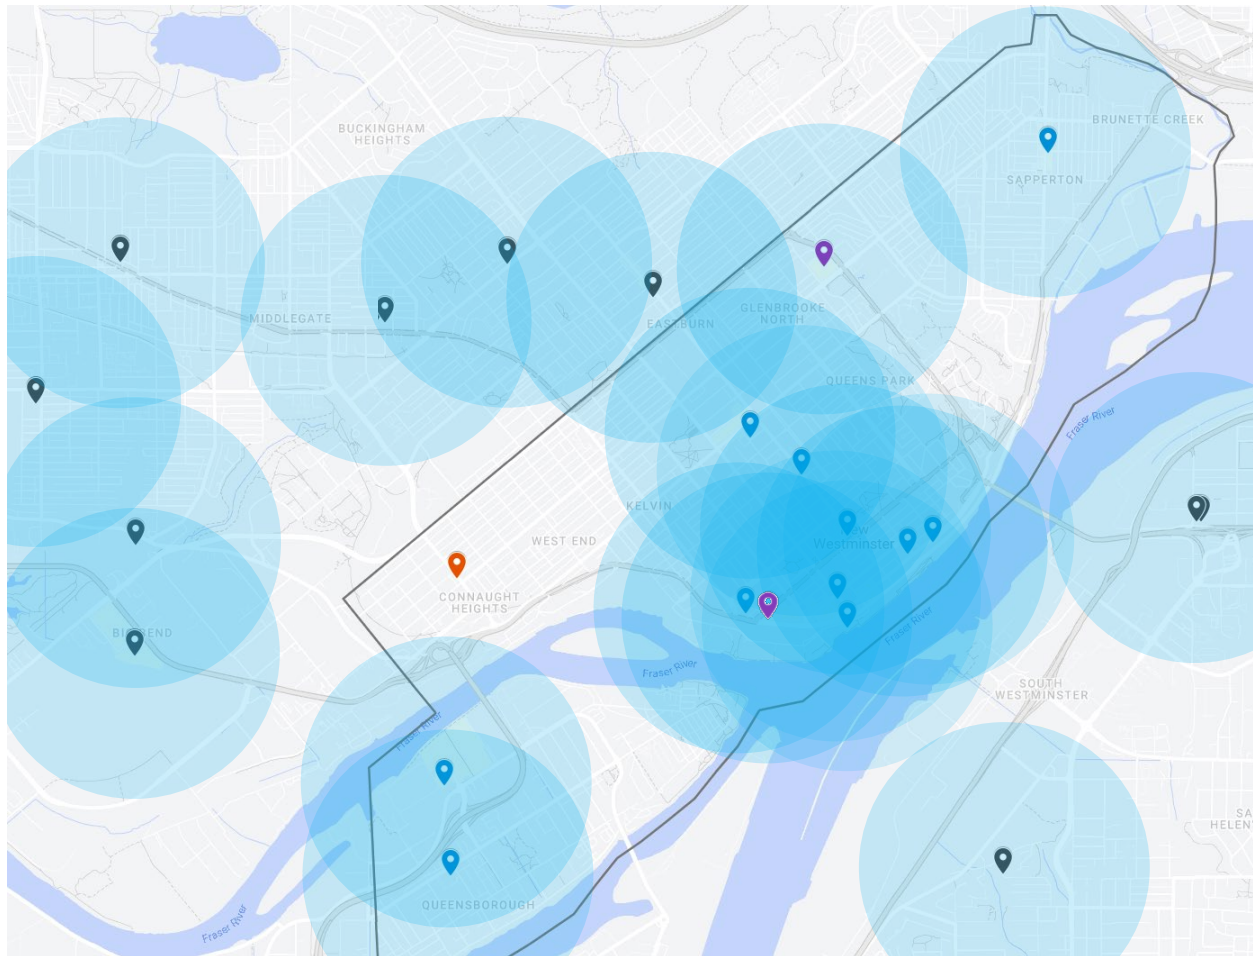 BUCKINGHAM
HEIGHTS
BRUNETTE CREEK
SAPPERTON
MIDDLEGATE
EASTBURN
GLENBROOKE
NORTH
QUEENS PARK
Fraser River
KELVIN
WEST END
Westminster
CONNAUGHT
HEIGHTS
Fraser River
Fraser River
SOUTH
WESTMINSTER
Fraser River
QUEENSBOROUGH
Fraser River